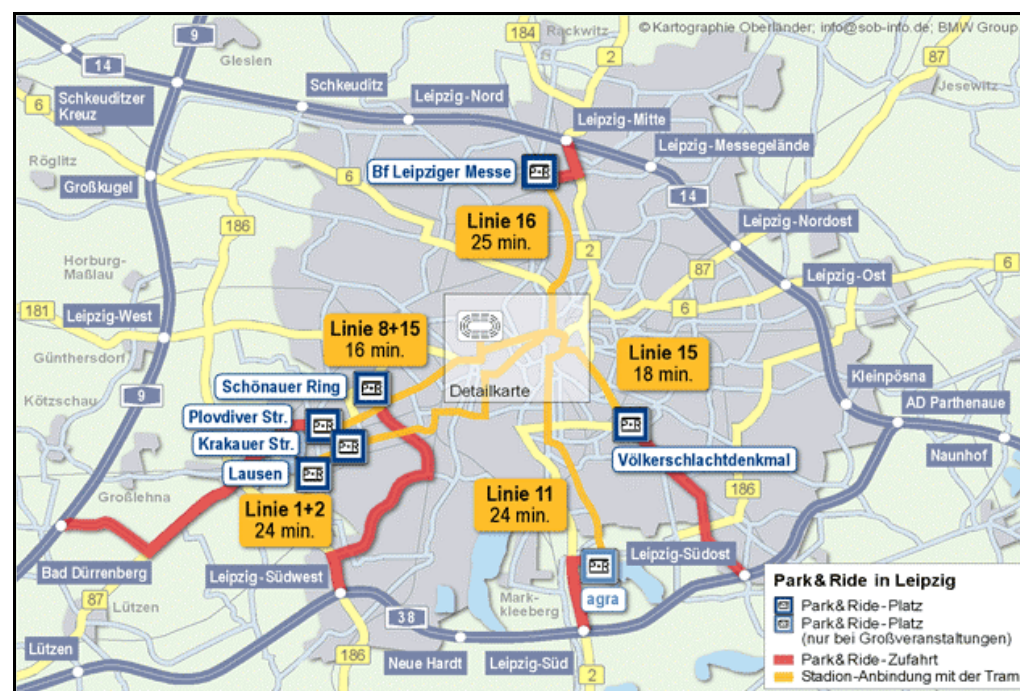 © Kartographie Oberländer; info@sob-info.de; BMW Group
9
Glesien
184
Rackwitz
2
87
14
Schkeuditz
Leipzig-Nord
Jesewitz
6
Schkeuditzer
Kreuz
Leipzig-Mitte
Leipzig-Messegelände
Röglitz
Bf Leipziger Messe
P+R
Großkugel
6
14
186
Linie 16
25 min.
Leipzig-Nordost
2
Horburg-
Maßlau
87
Leipzig-Ost
6
181
Leipzig-West
6
Linie 8+15
16 min.
Linie 15
18 min.
Günthersdorf
Schönauer Ring
P+R
Detailkarte
Kleinpösna
9
Kötzschau
Plovdiver Str.
P+R
P+R
AD Parthenaue
Krakauer Str.
P+R
Völkerschlachtdenkmal
Naunhof
Lausen
P+R
Großlehna
Linie 1+2
24 min.
Linie 11
24 min.
186
Leipzig-Südost
Bad Dürrenberg
Leipzig-Südwest
P+R
agra
Mark-
kleeberg
87
Lützen
38
Lützen
186
Neue Hardt
Leipzig-Süd
2
Park&Ride in Leipzig
Park&Ride-Platz
Park&Ride-Platz
(nur bei Großveranstaltungen)
Park&Ride-Zufahrt
Stadion-Anbindung mit der Tram